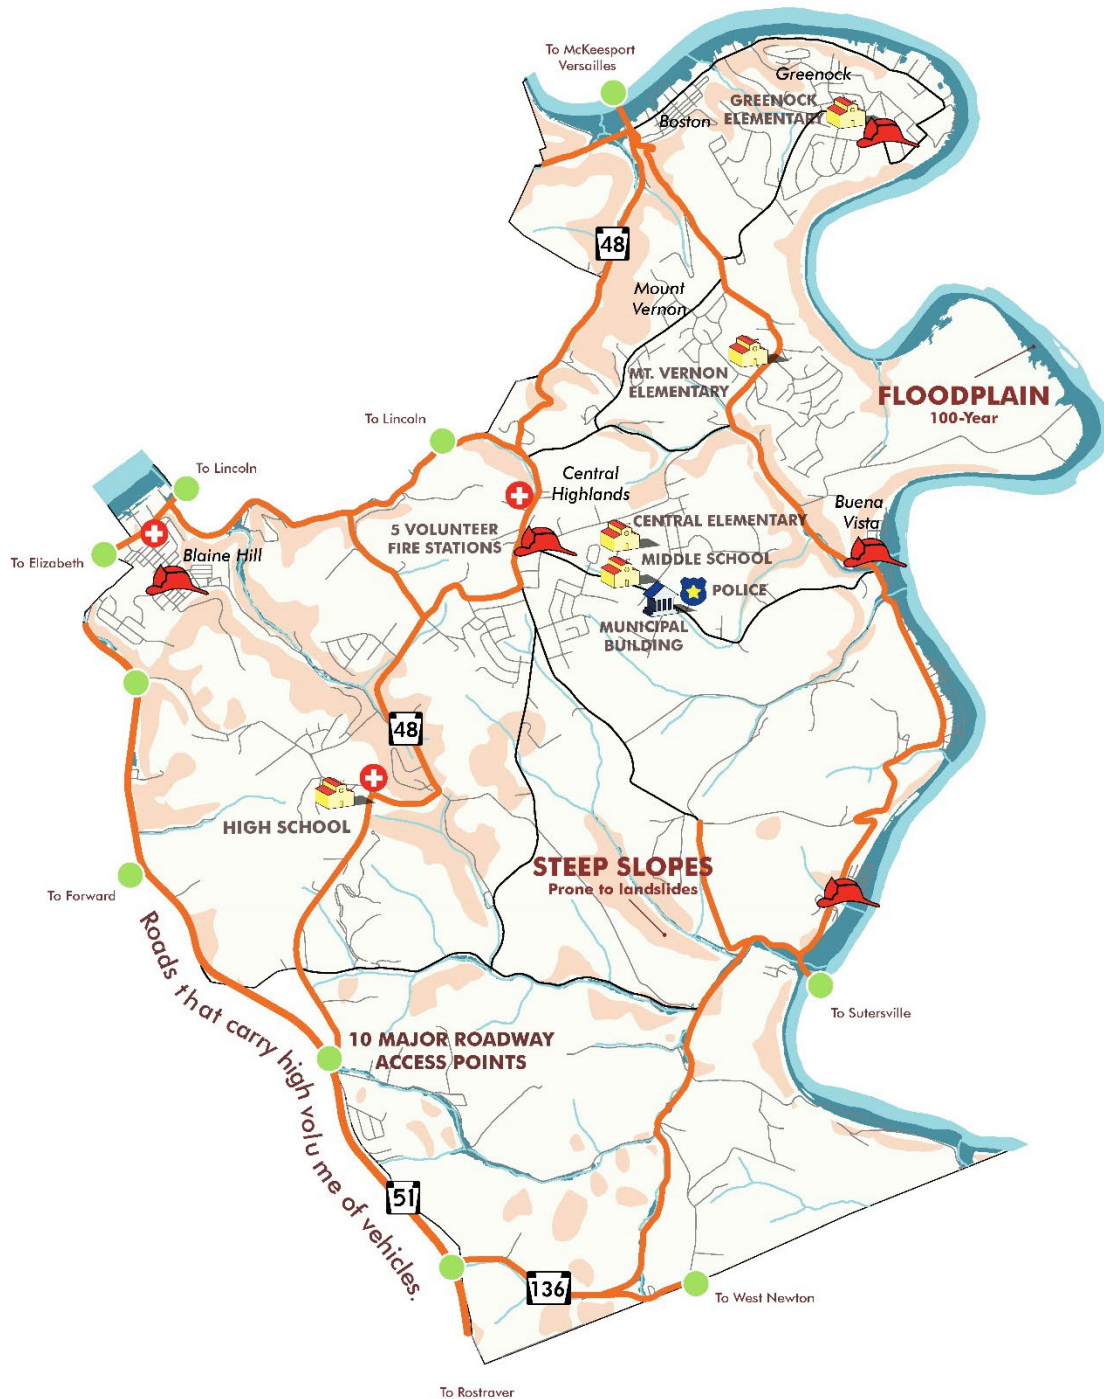 To McKeesport
Versailles
Greenock
GREENOCK
ELEMENTARY
Boston
48
Mount
Vernon
MT. VERNON
ELEMENTARY
FLOODPLAIN
100-Year
To Lincoln
To Lincoln
Central
Highlands
Buena
Vista
5 VOLUNTEER
FIRE STATIONS
CENTRAL ELEMENTARY
MIDDLE SCHOOL
POLICE
MUNICIPAL
BUILDING
To Elizabeth
Blaine Hill
48
HIGH SCHOOL
STEEP SLOPES
Prone to landslides
To Forward
Roads that carry high volume of vehicles.
To Sutersville
10 MAJOR ROADWAY
ACCESS POINTS
51
136
To West Newton
To Rostraver